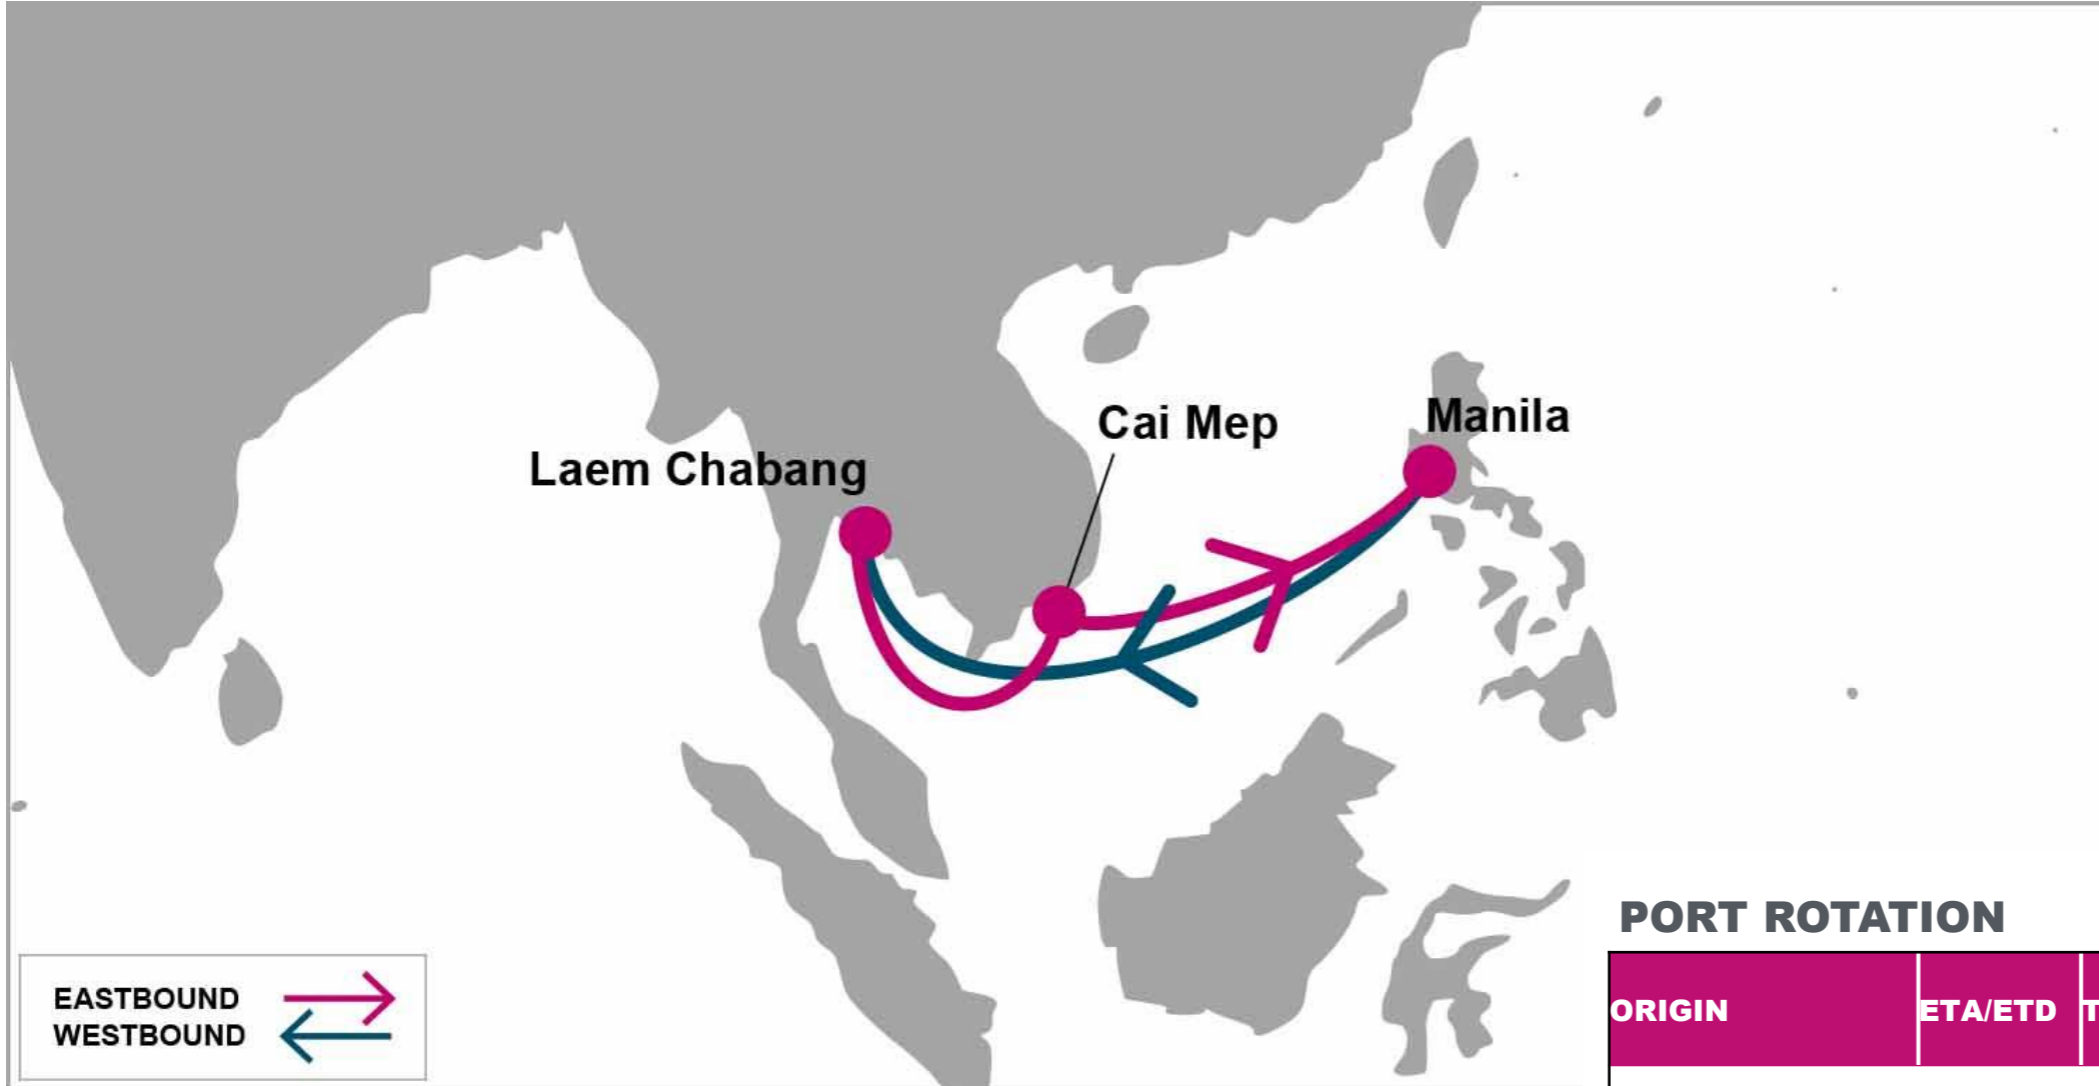 Manila
Cai Mep
Laem Chabang
PORT ROTATION
ORIGIN ETA/ETD T
EASTBOUND
WESTBOUND